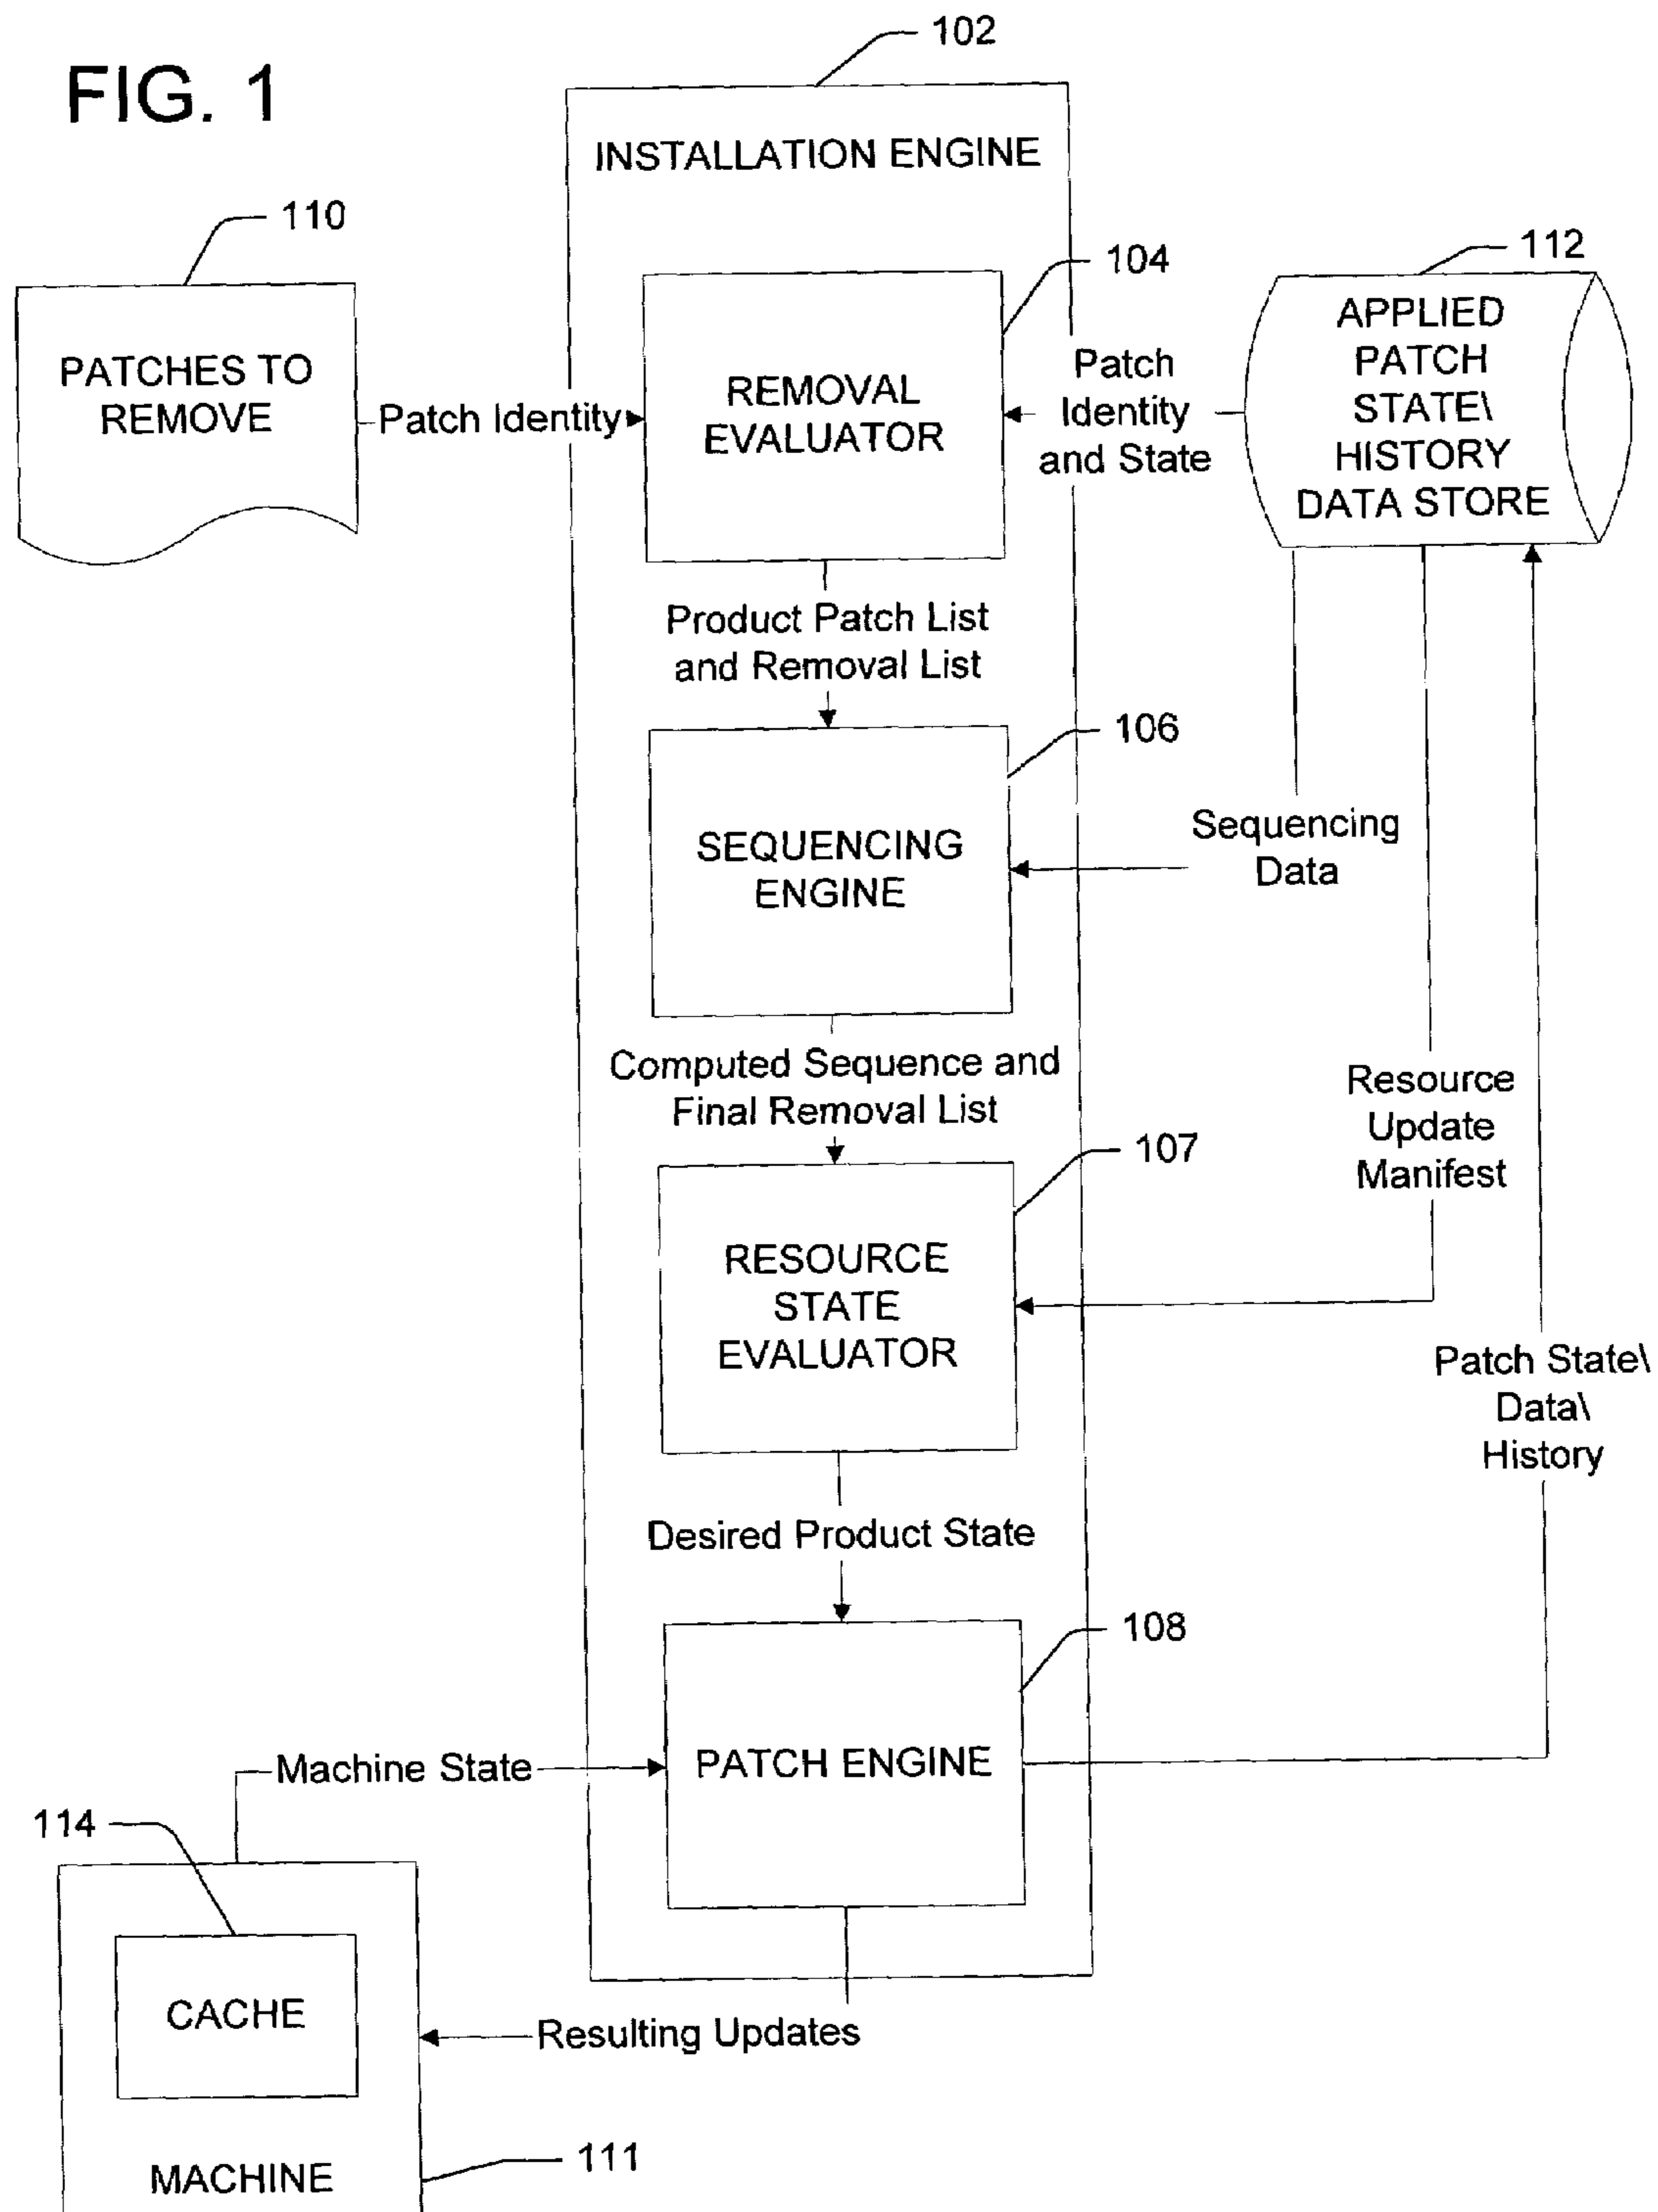 FIG. 1
102
INSTALLATION ENGINE
110
112
104
PATCHES TO
REMOVE
Patch Identity
REMOVAL
EVALUATOR
Patch
Identity
and State
APPLIED
PATCH
STATE\
HISTORY
DATA STORE
Product Patch List
and Removal List
106
SEQUENCING
ENGINE
Sequencing
Data
Computed Sequence and
Final Removal List
Resource
Update
Manifest
107
RESOURCE
STATE
EVALUATOR
Patch State\
Data\
History
Desired Product State
108
PATCH ENGINE
Machine State
114
CACHE
Resulting Updates
MACHINE
111